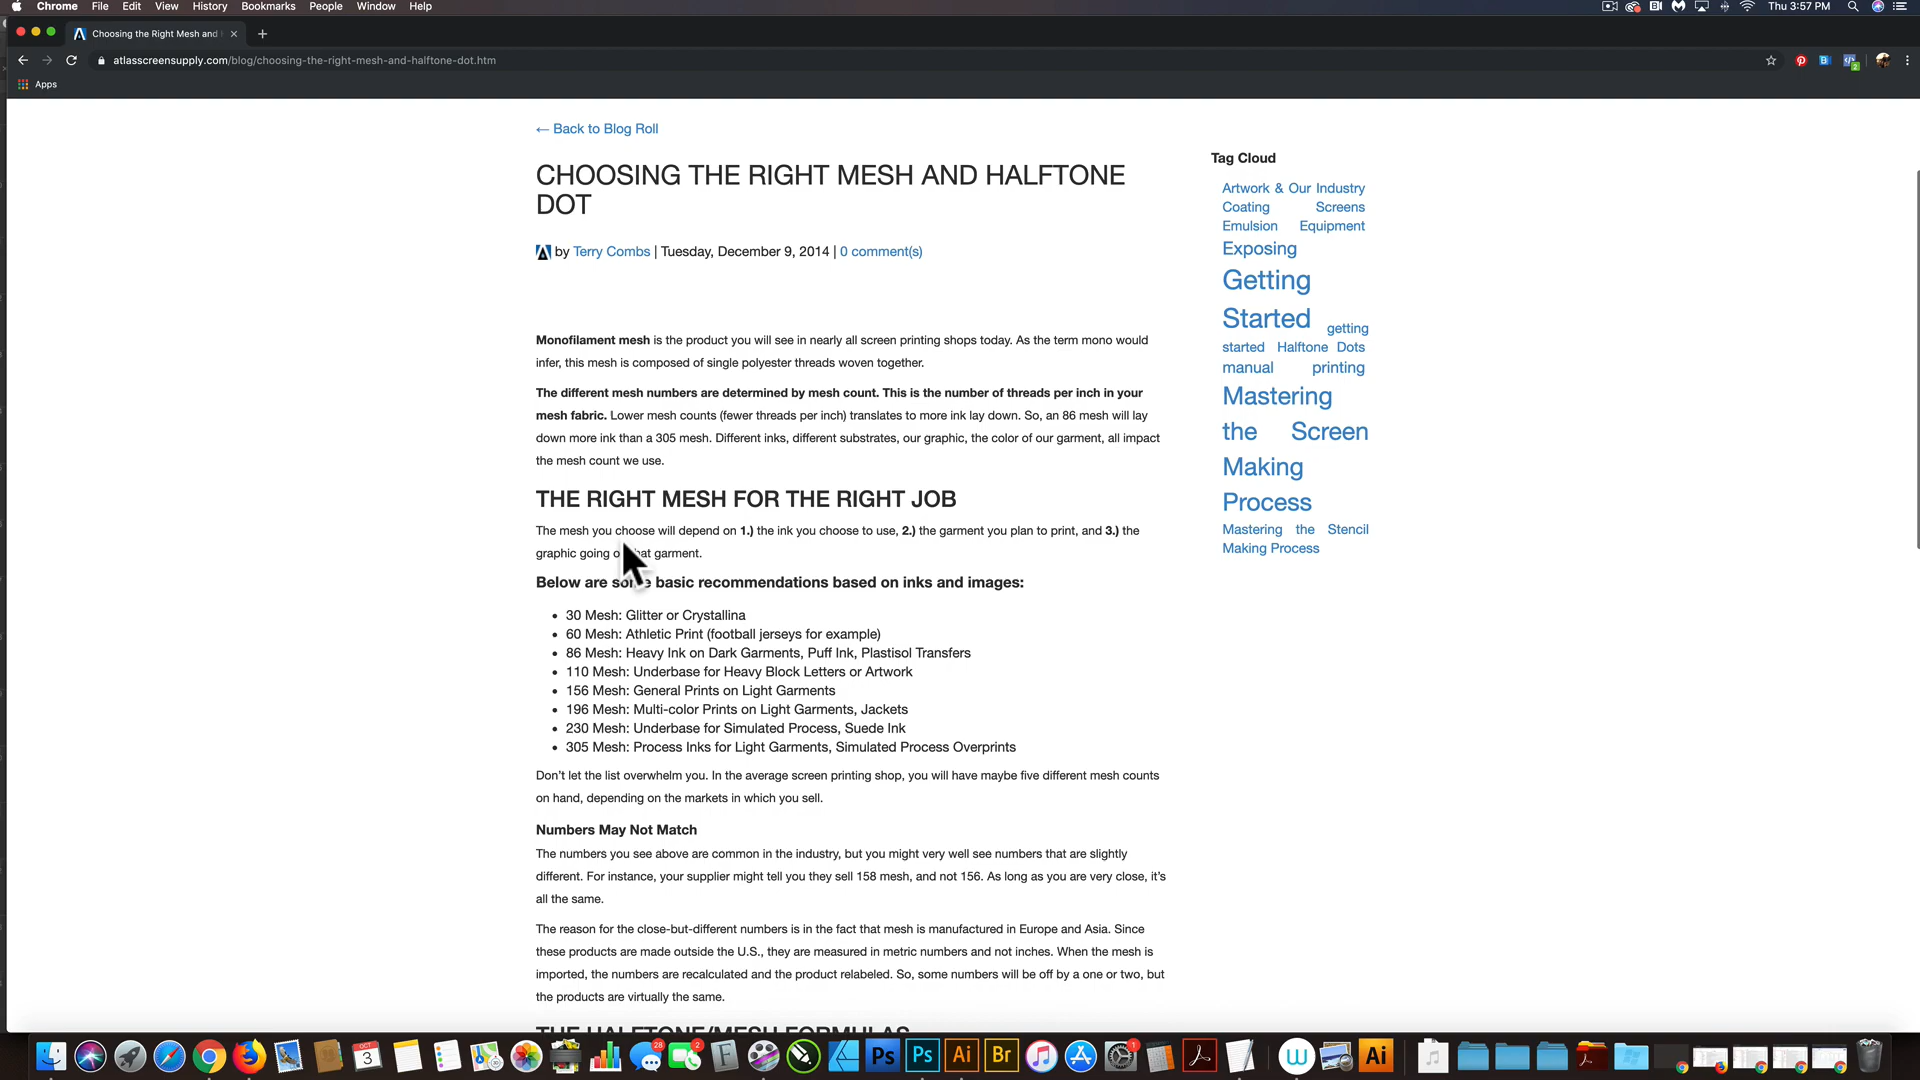 Chrome File Edit View History Bookmarks People Window Help
Thu 3:57 PM
Choosing the Right Mesh and
atlasscreensupply.com/blog/choosing-the-right-mesh-and-halftone-dot.htm
Apps
← Back to Blog Roll
CHOOSING THE RIGHT MESH AND HALFTONE
DOT
by Terry Combs | Tuesday, December 9, 2014 | 0 comment(s)
Monofilament mesh is the product you will see in nearly all screen printing shops today. As the term mono would
infer, this mesh is composed of single polyester threads woven together.
The different mesh numbers are determined by mesh count. This is the number of threads per inch in your
mesh fabric. Lower mesh counts (fewer threads per inch) translates to more ink lay down. So, an 86 mesh will lay
down more ink than a 305 mesh. Different inks, different substrates, our graphic, the color of our garment, all impact
the mesh count we use.
THE RIGHT MESH FOR THE RIGHT JOB
The mesh you choose will depend on 1.) the ink you choose to use, 2.) the garment you plan to print, and 3.) the
graphic going on that garment.
Below are some basic recommendations based on inks and images:
• 30 Mesh: Glitter or Crystallina
• 60 Mesh: Athletic Print (football jerseys for example)
• 86 Mesh: Heavy Ink on Dark Garments, Puff Ink, Plastisol Transfers
• 110 Mesh: Underbase for Heavy Block Letters or Artwork
• 156 Mesh: General Prints on Light Garments
• 196 Mesh: Multi-color Prints on Light Garments, Jackets
• 230 Mesh: Underbase for Simulated Process, Suede Ink
• 305 Mesh: Process Inks for Light Garments, Simulated Process Overprints
Don't let the list overwhelm you. In the average screen printing shop, you will have maybe five different mesh counts
on hand, depending on the markets in which you sell.
Numbers May Not Match
The numbers you see above are common in the industry, but you might very well see numbers that are slightly
different. For instance, your supplier might tell you they sell 158 mesh, and not 156. As long as you are very close, it's
all the same.
The reason for the close-but-different numbers is in the fact that mesh is manufactured in Europe and Asia. Since
these products are made outside the U.S., they are measured in metric numbers and not inches. When the mesh is
imported, the numbers are recalculated and the product relabeled. So, some numbers will be off by a one or two, but
the products are virtually the same.
THE HALFTONE/MESH FORMULAS
Tag Cloud
Artwork & Our Industry
Coating Screens
Emulsion Equipment
Exposing
Getting
Started getting
started Halftone Dots
manual printing
Mastering
the Screen
Making
Process
Mastering the Stencil
Making Process
OCT
3
28
2
Ps
Ps
Ai
Br
1
W
Ai